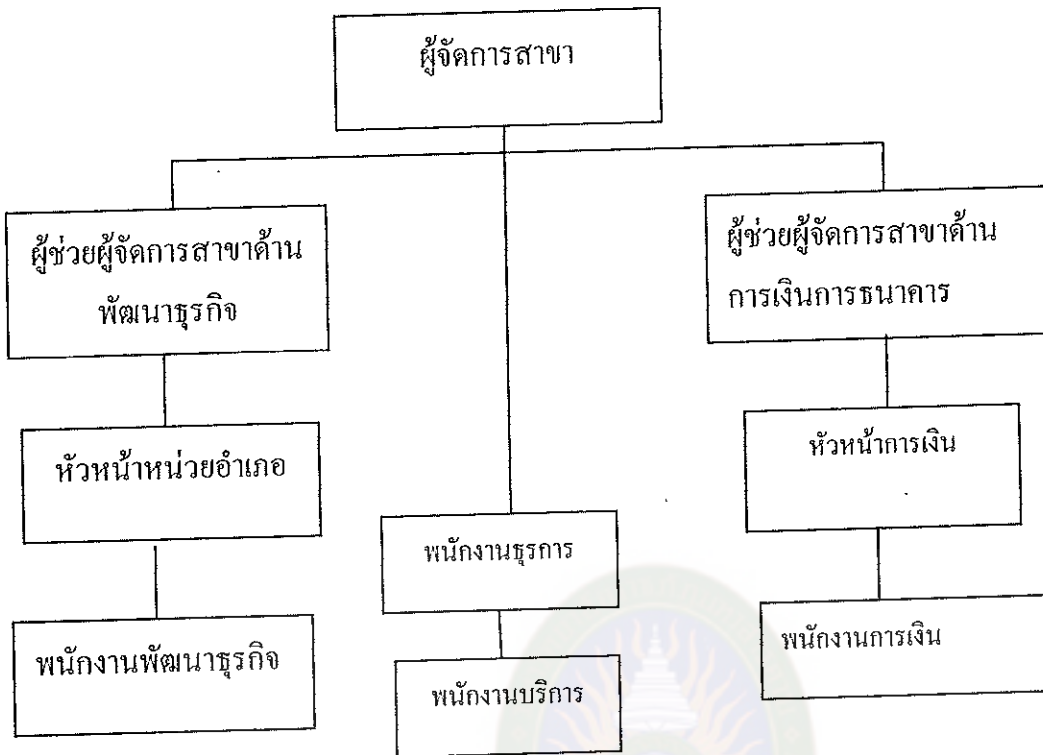 ผู้จัดการสาขา
ผู้ช่วยผู้จัดการสาขาด้าน
พัฒนาธุรกิจ
ผู้ช่วยผู้จัดการสาขาด้าน
การเงินการธนาคาร
หัวหน้าหน่วยอำเภอ
หัวหน้าการเงิน
พนักงานธุรการ
พนักงานพัฒนาธุรกิจ
พนักงานบริการ
พนักงานการเงิน